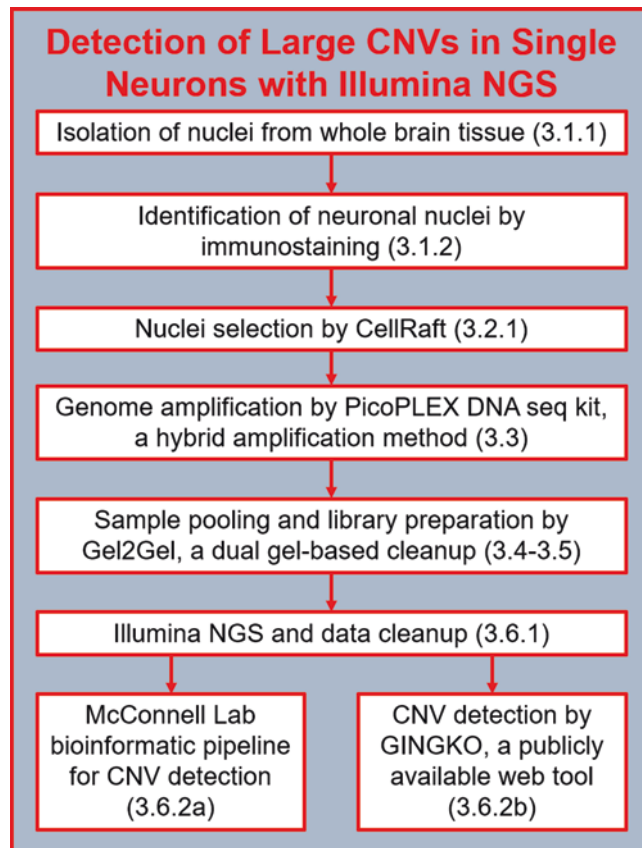 Detection of Large CNVs in Single
Neurons with Illumina NGS
Isolation of nuclei from whole brain tissue (3.1.1)
Identification of neuronal nuclei by
immunostaining (3.1.2)
Nuclei selection by CellRaft (3.2.1)
Genome amplification by PicoPLEX DNA seq kit,
a hybrid amplification method (3.3)
Sample pooling and library preparation by
Gel2Gel, a dual gel-based cleanup (3.4-3.5)
Illumina NGS and data cleanup (3.6.1)
McConnell Lab
bioinformatic pipeline
for CNV detection
(3.6.2a)
CNV detection by
GINGKO, a publicly
available web tool
(3.6.2b)